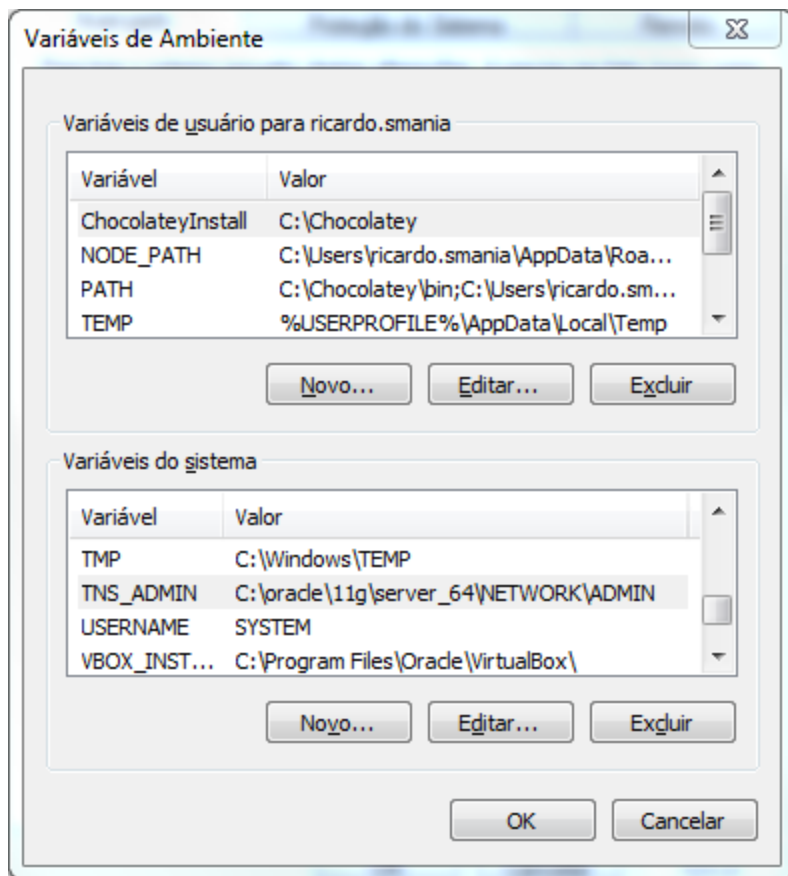 Variáveis de Ambiente
Variáveis de usuário para ricardo.smania
Variável Valor
ChocolateyInstall C:\Chocolatey
NODE_PATH C:\Users\ricardo.smania\AppData\Roa...
PATH C:\Chocolatey\bin;C:\Users\ricardo.sm...
TEMP %USERPROFILE%\AppData\Local\Temp
Novo... Editar... Excluir
Variáveis do sistema
Variável Valor
TMP C:\Windows\TEMP
TNS_ADMIN C:\oracle\11g\server_64\NETWORK\ADMIN
USERNAME SYSTEM
VBOX_INST... C:\Program Files\Oracle\VirtualBox\
Novo... Editar... Excluir
OK Cancelar